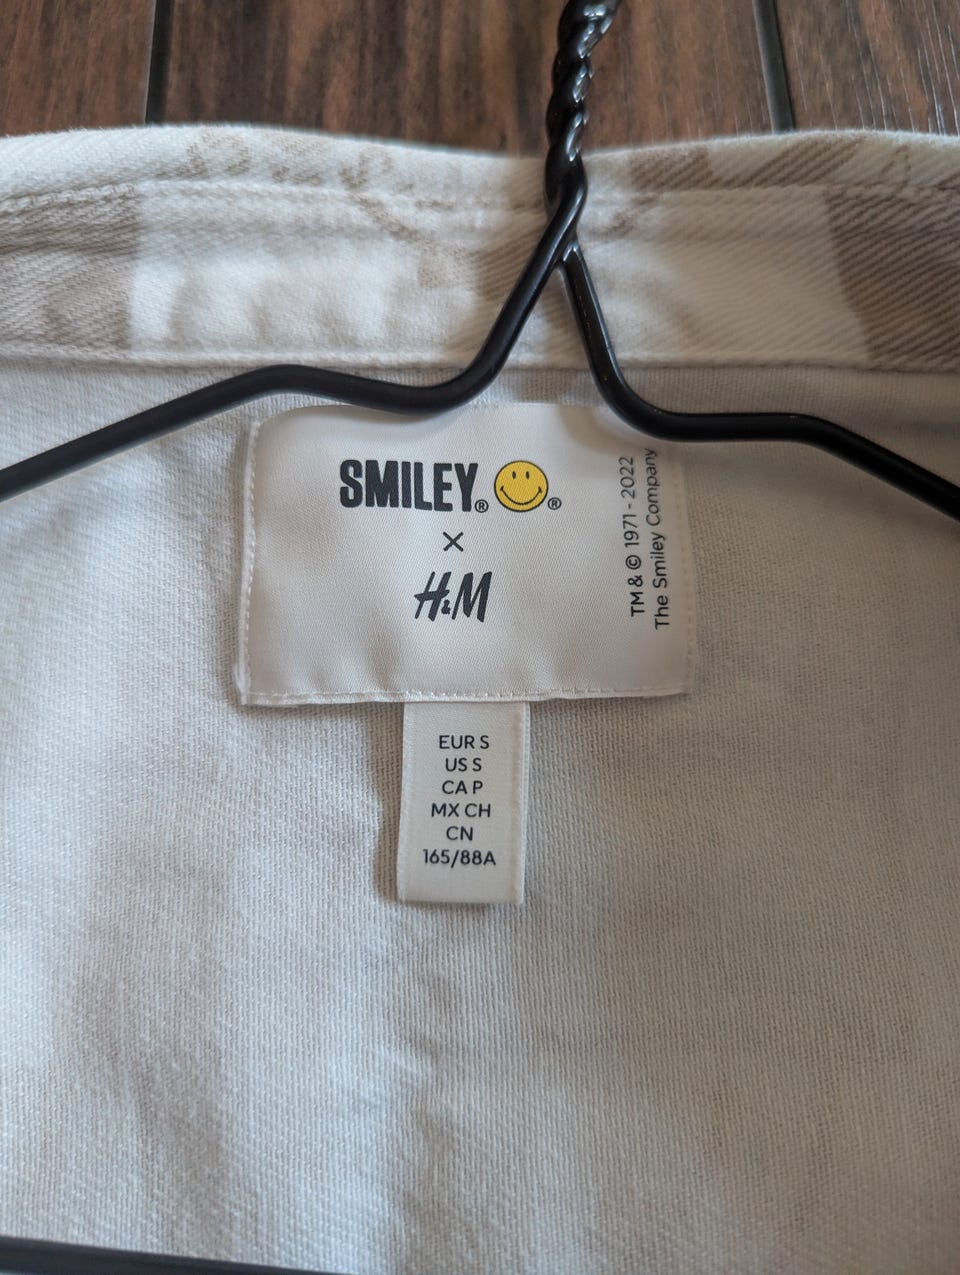 SMILEY® ®
×
H&M
TM & © 1971 - 2022
The Smiley Company
EUR S
US S
CA P
MX CH
CN
165/88A